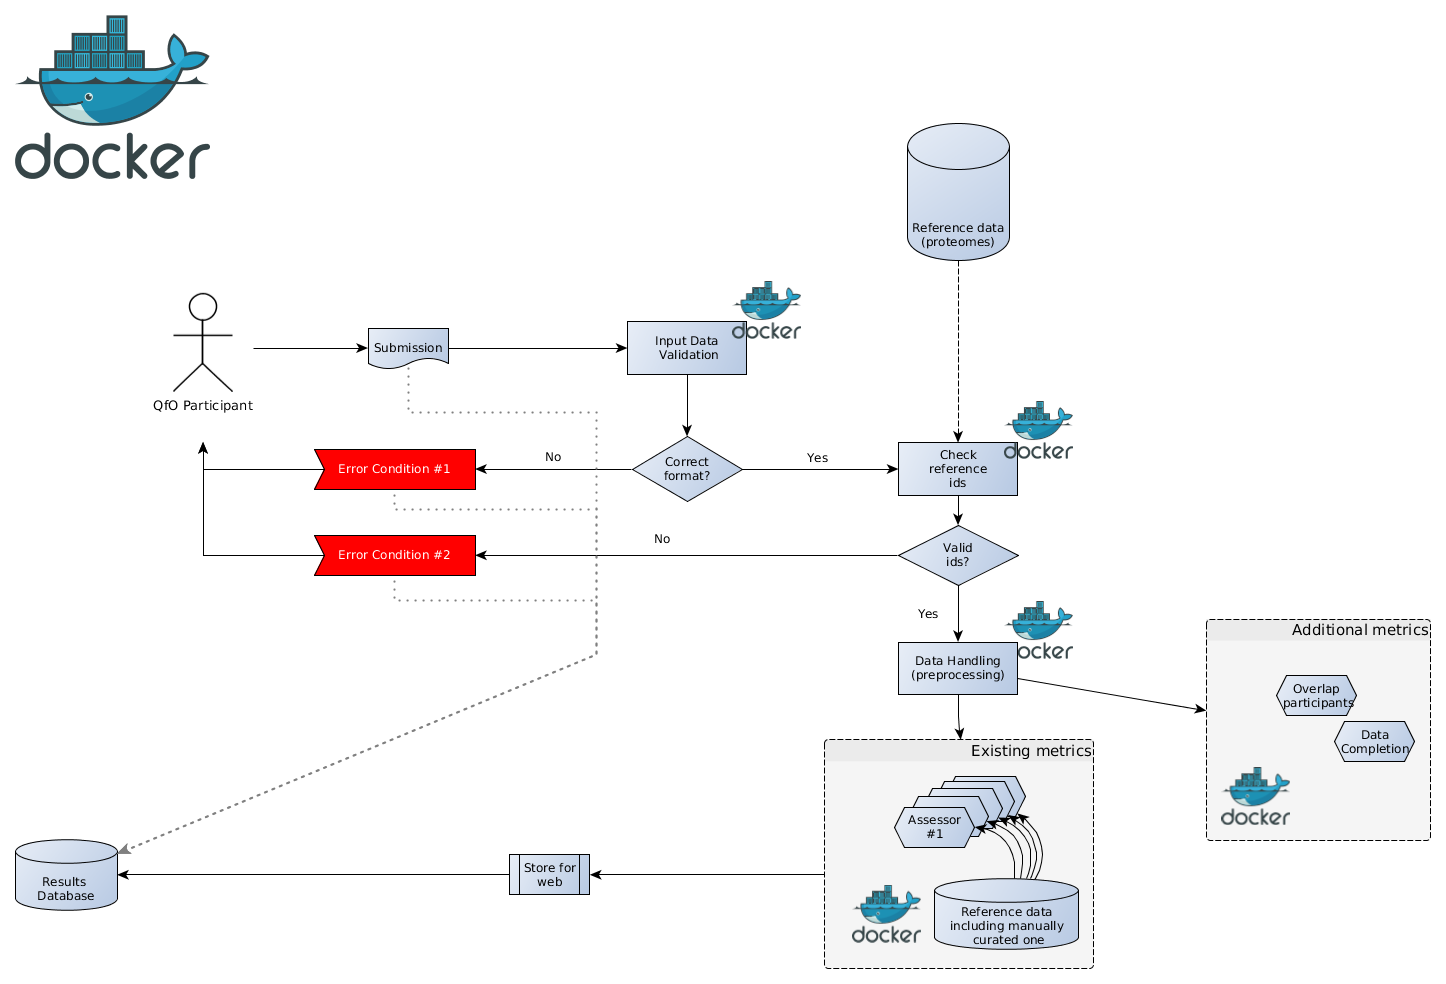 docker
Reference data
(proteomes)
docker
Input Data
Validation
Submission
QfO Participant
docker
Check
reference
ids
Correct
format?
No
Yes
Error Condition #1
Error Condition #2
No
Valid
ids?
Yes
docker
Data Handling
(preprocessing)
Additional metrics
Overlap
participants
Data
Completion
docker
Existing metrics
Assessor
#1
docker
Reference data
including manually
curated one
Store for
web
Results
Database